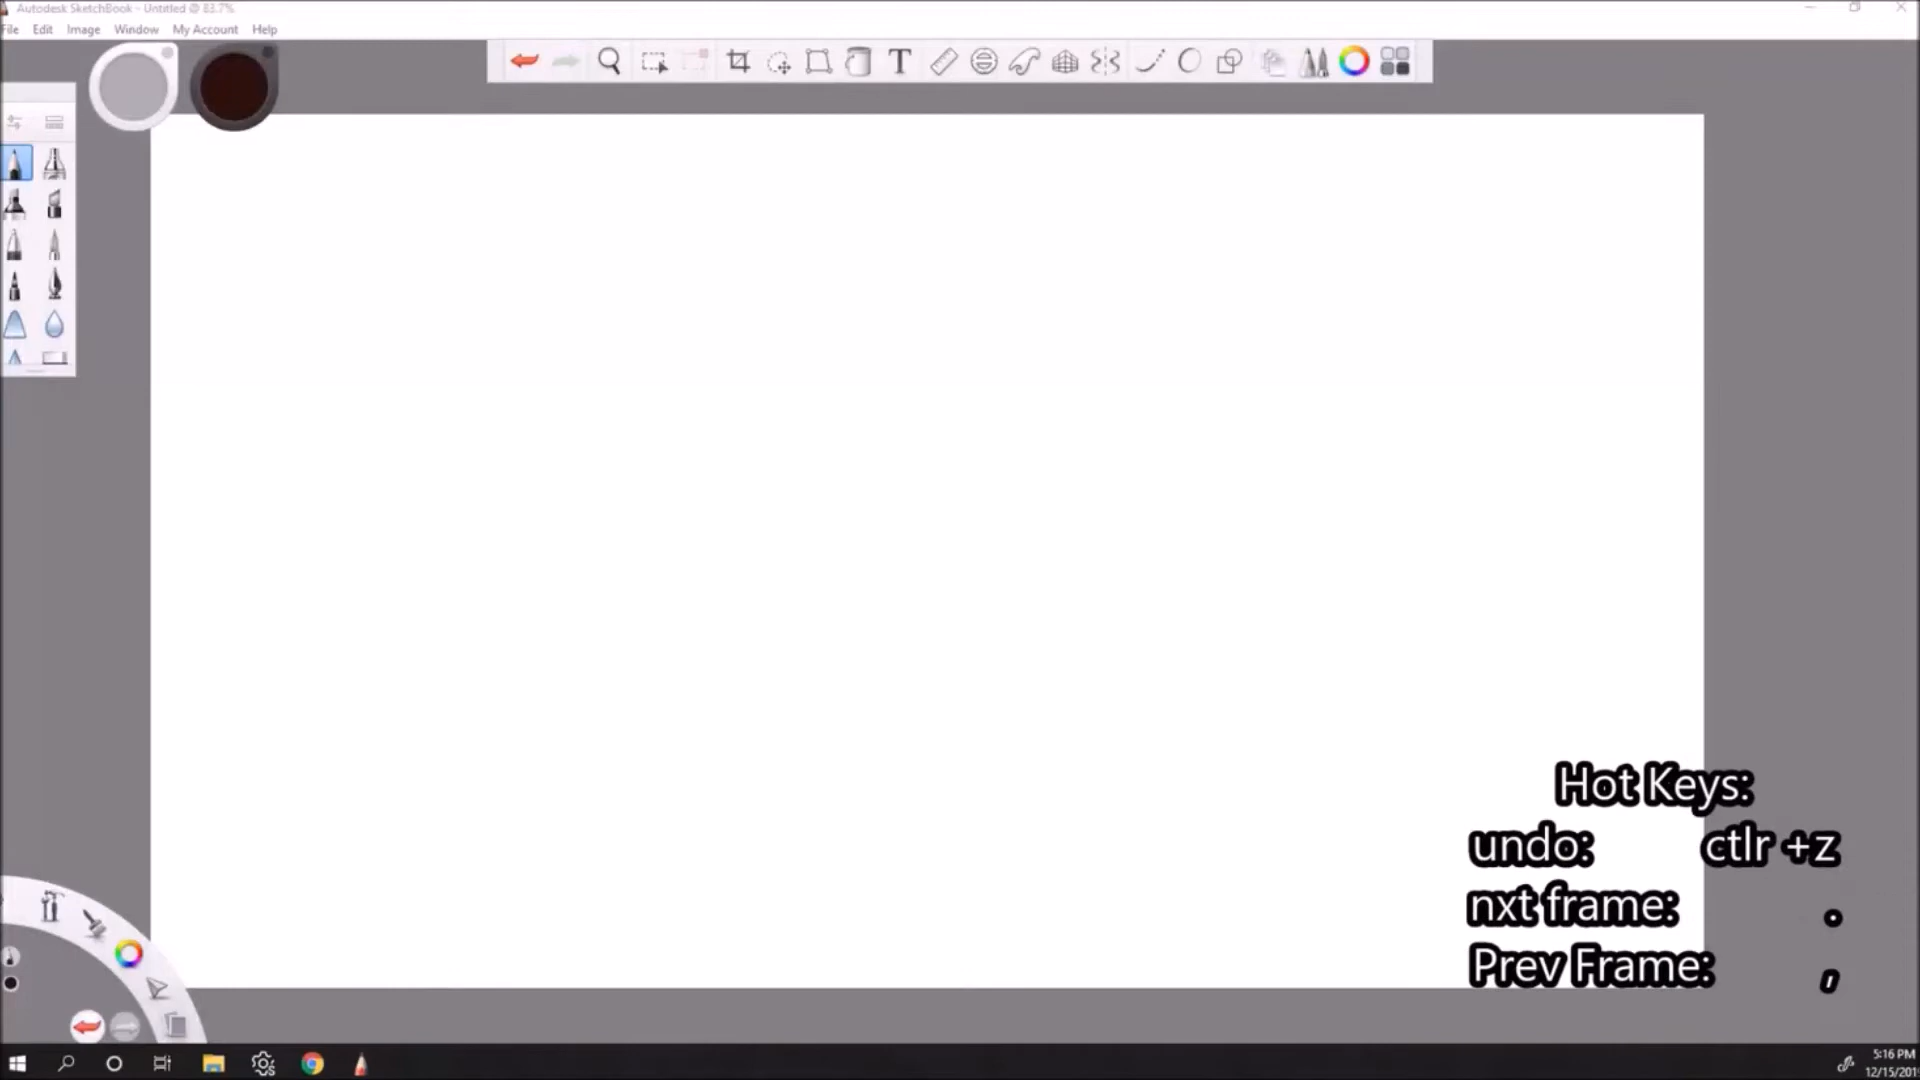 Autodesk SketchBook - Untitled @ 83.7%
File Edit Image Window My Account Help
T
Hot Keys:
undo: ctlr +z
nxt frame: .
Prev Frame: ,
5:16 PM